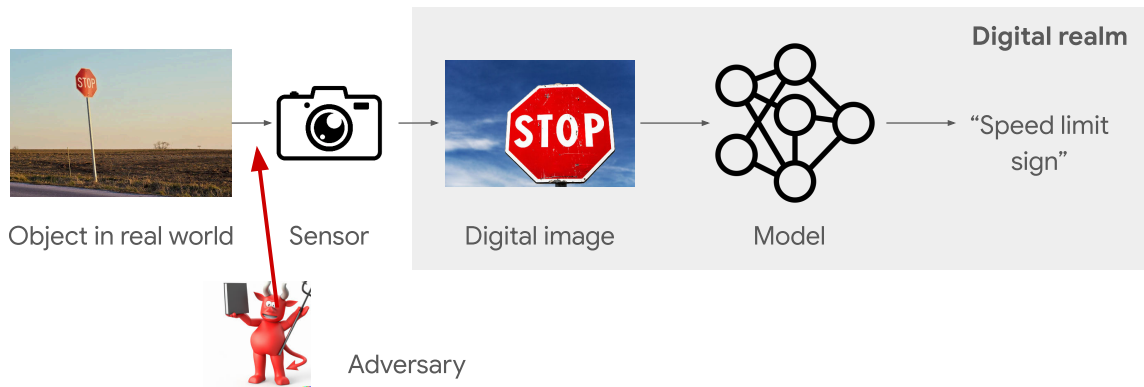 Digital realm
STOP
STOP
“Speed limit
sign”
Object in real world
Sensor
Digital image
Model
Adversary